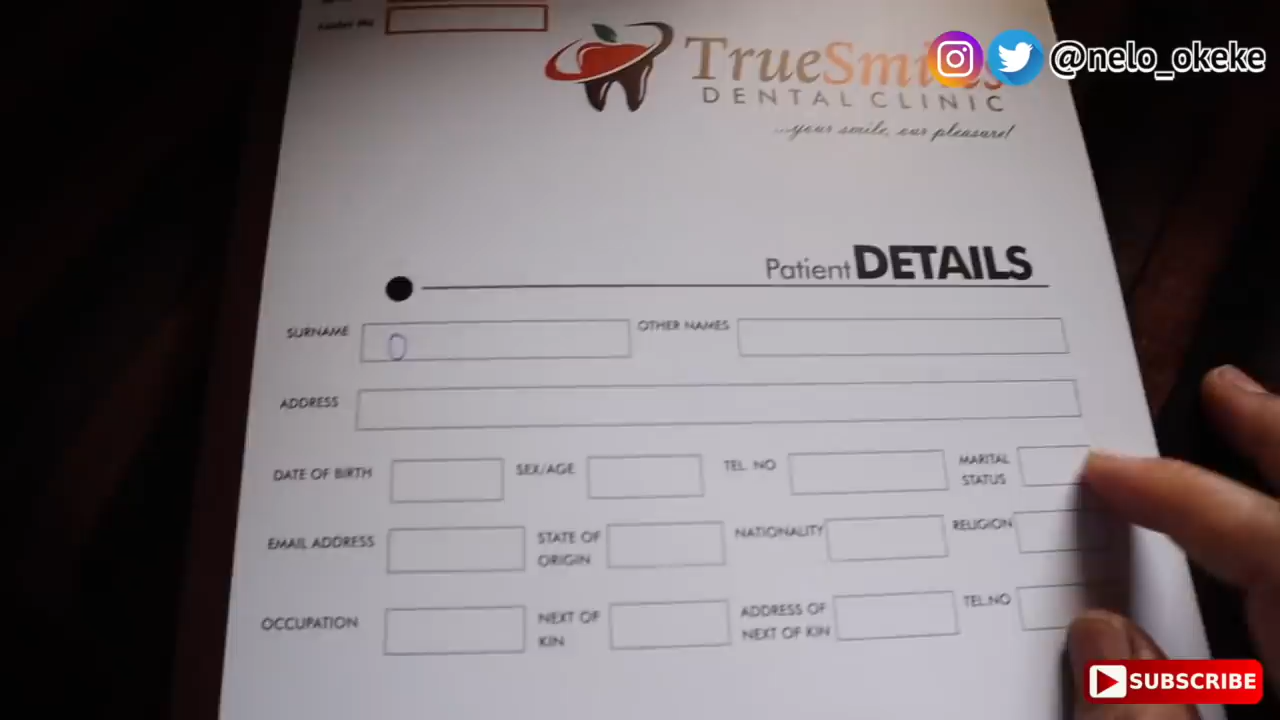 TrueSmiles
DENTAL CLINIC
...your smile, our pleasure!
@nelo_okeke
Patient DETAILS
SURNAME O OTHER NAMES
ADDRESS
DATE OF BIRTH SEX/AGE TEL. NO MARITAL STATUS
EMAIL ADDRESS STATE OF ORIGIN NATIONALITY RELIGION
OCCUPATION NEXT OF KIN ADDRESS OF NEXT OF KIN TEL.NO
SUBSCRIBE